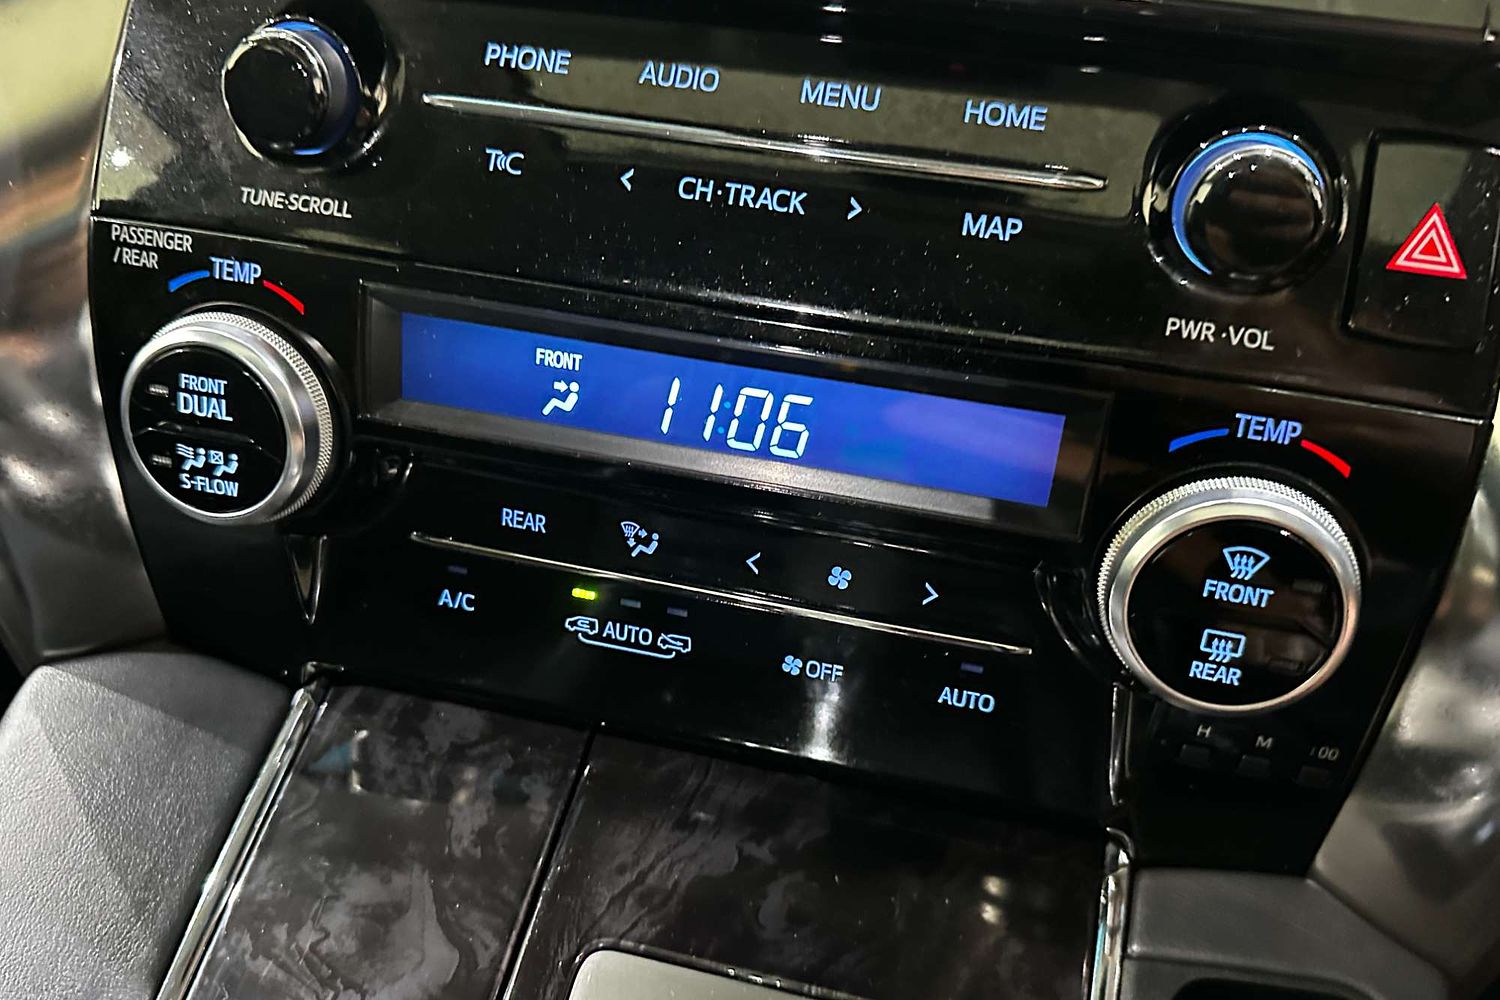 PHONE AUDIO MENU HOME
T C < CH·TRACK > MAP
TUNE·SCROLL
PWR·VOL
PASSENGER
/REAR
TEMP
FRONT
DUAL
S-FLOW
FRONT
11:06
TEMP
FRONT
REAR
REAR < >
A/C AUTO OFF AUTO
H M :00